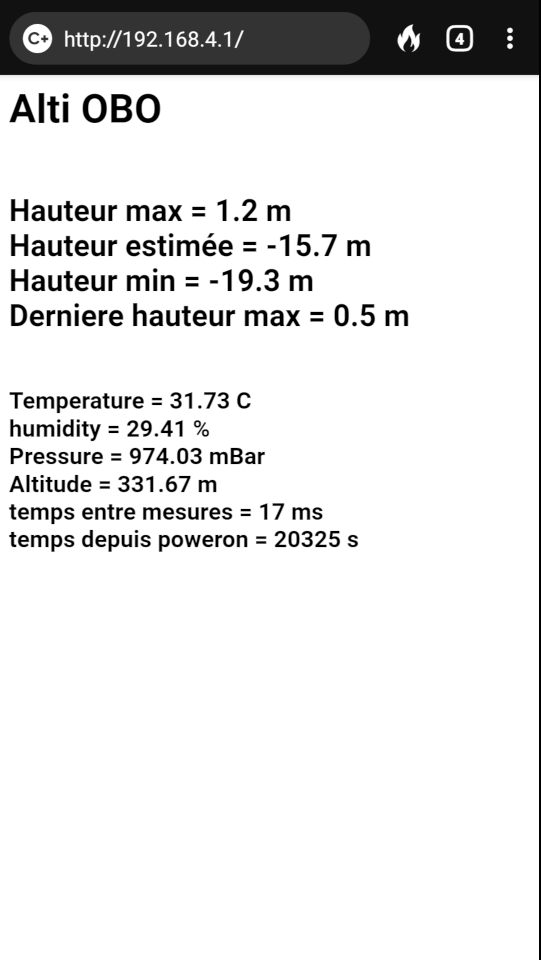 C+ http://192.168.4.1/ 4
Alti OBO
Hauteur max = 1.2 m
Hauteur estimée = -15.7 m
Hauteur min = -19.3 m
Derniere hauteur max = 0.5 m
Temperature = 31.73 C
humidity = 29.41 %
Pressure = 974.03 mBar
Altitude = 331.67 m
temps entre mesures = 17 ms
temps depuis poweron = 20325 s